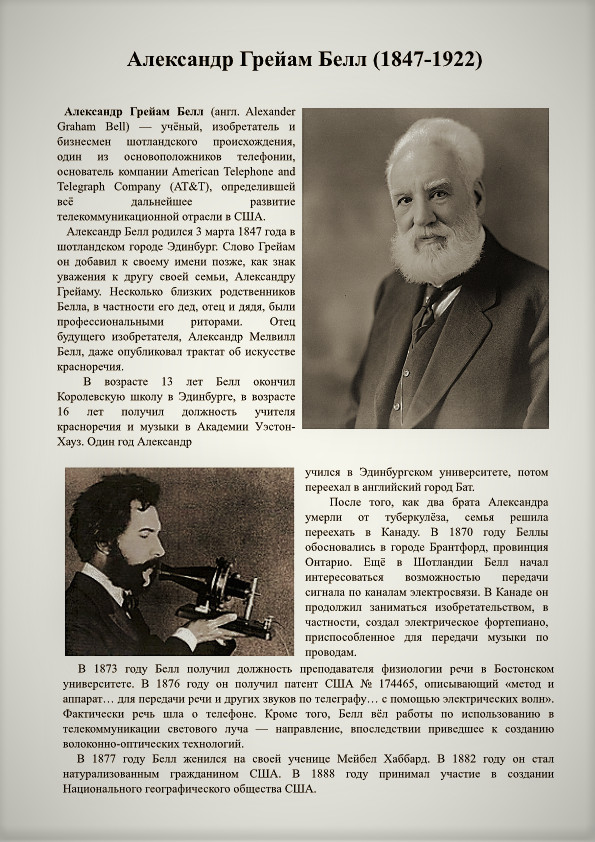 Александр Грейам Белл (1847-1922)
Александр Грейам Белл (англ. Alexander
Graham Bell) — учёный, изобретатель и
бизнесмен шотландского происхождения,
один из основоположников телефонии,
основатель компании American Telephone and
Telegraph Company (AT&T), определившей
всё дальнейшее развитие
телекоммуникационной отрасли в США.
Александр Белл родился 3 марта 1847 года в
шотландском городе Эдинбург. Слово Грейам
он добавил к своему имени позже, как знак
уважения к другу своей семьи, Александру
Грейаму. Несколько близких родственников
Белла, в частности его дед, отец и дядя, были
профессиональными риторами. Отец
будущего изобретателя, Александр Мелвилл
Белл, даже опубликовал трактат об искусстве
красноречия.
В возрасте 13 лет Белл окончил
Королевскую школу в Эдинбурге, в возрасте
16 лет получил должность учителя
красноречия и музыки в Академии Уэстон-
Хауз. Один год Александр
учился в Эдинбургском университете, потом
переехал в английский город Бат.
После того, как два брата Александра
умерли от туберкулёза, семья решила
переехать в Канаду. В 1870 году Беллы
обосновались в городе Брантфорд, провинция
Онтарио. Ещё в Шотландии Белл начал
интересоваться возможностью передачи
сигнала по каналам электросвязи. В Канаде он
продолжил заниматься изобретательством, в
частности, создал электрическое фортепиано,
приспособленное для передачи музыки по
проводам.
В 1873 году Белл получил должность преподавателя физиологии речи в Бостонском
университете. В 1876 году он получил патент США № 174465, описывающий «метод и
аппарат… для передачи речи и других звуков по телеграфу… с помощью электрических волн».
Фактически речь шла о телефоне. Кроме того, Белл вёл работы по использованию в
телекоммуникации светового луча — направление, впоследствии приведшее к созданию
волоконно-оптических технологий.
В 1877 году Белл женился на своей ученице Мейбел Хаббард. В 1882 году он стал
натурализованным гражданином США. В 1888 году принимал участие в создании
Национального географического общества США.